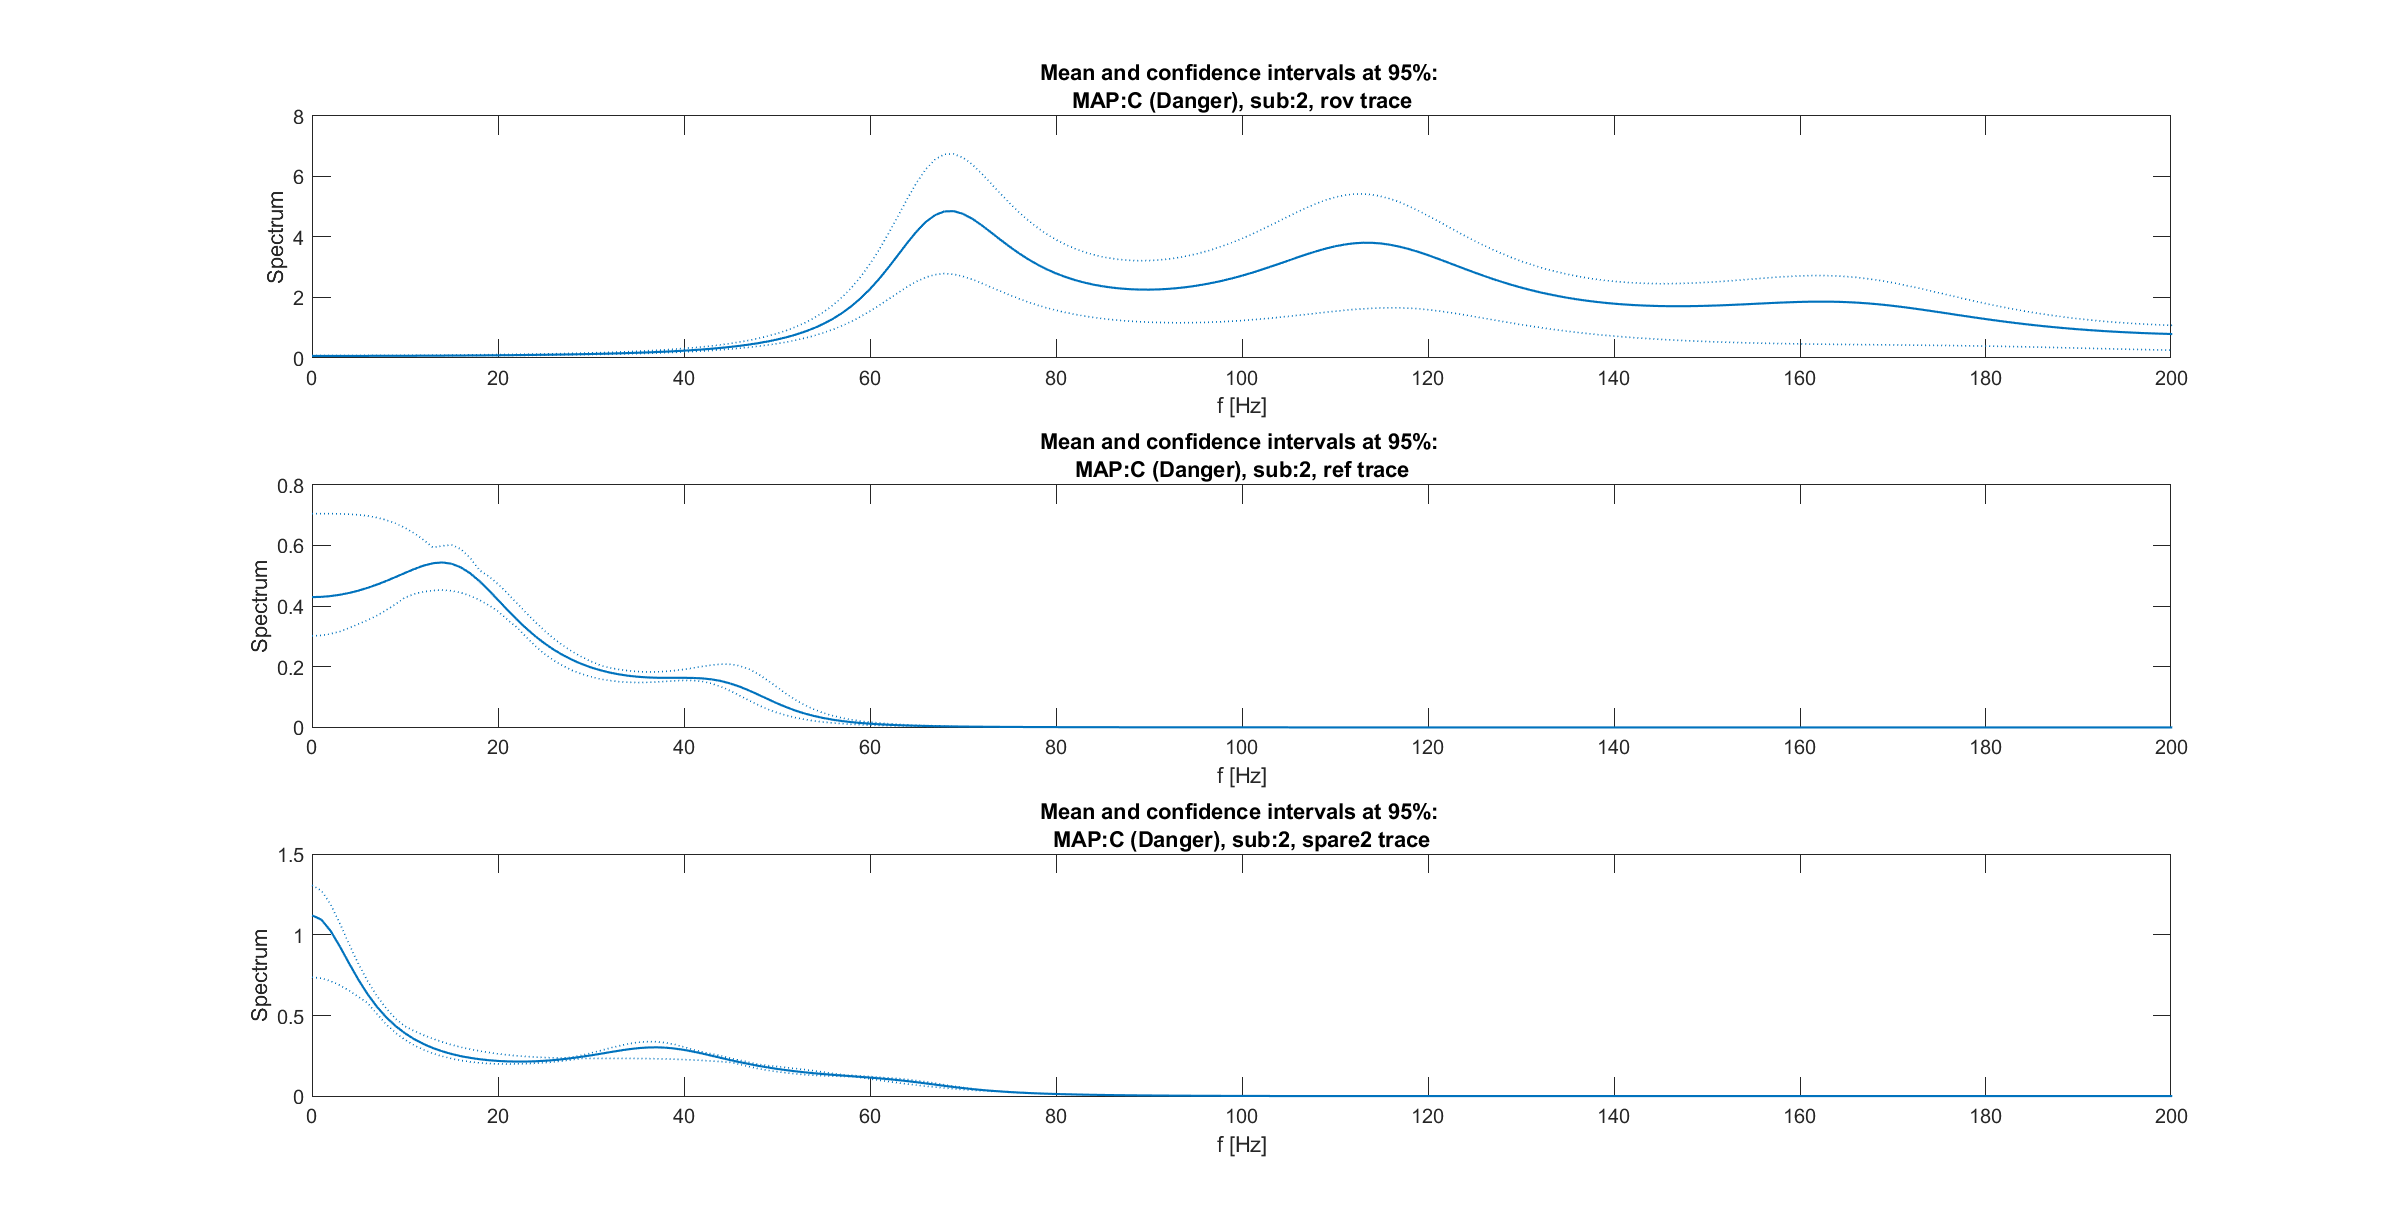 Mean and confidence intervals at 95%:
MAP:C (Danger), sub:2, rov trace
8
6
4
2
0
Spectrum
0 20 40 60 80 100 120 140 160 180 200
f [Hz]
Mean and confidence intervals at 95%:
MAP:C (Danger), sub:2, ref trace
0.8
0.6
0.4
0.2
0
Spectrum
0 20 40 60 80 100 120 140 160 180 200
f [Hz]
Mean and confidence intervals at 95%:
MAP:C (Danger), sub:2, spare2 trace
1.5
1
0.5
0
Spectrum
0 20 40 60 80 100 120 140 160 180 200
f [Hz]